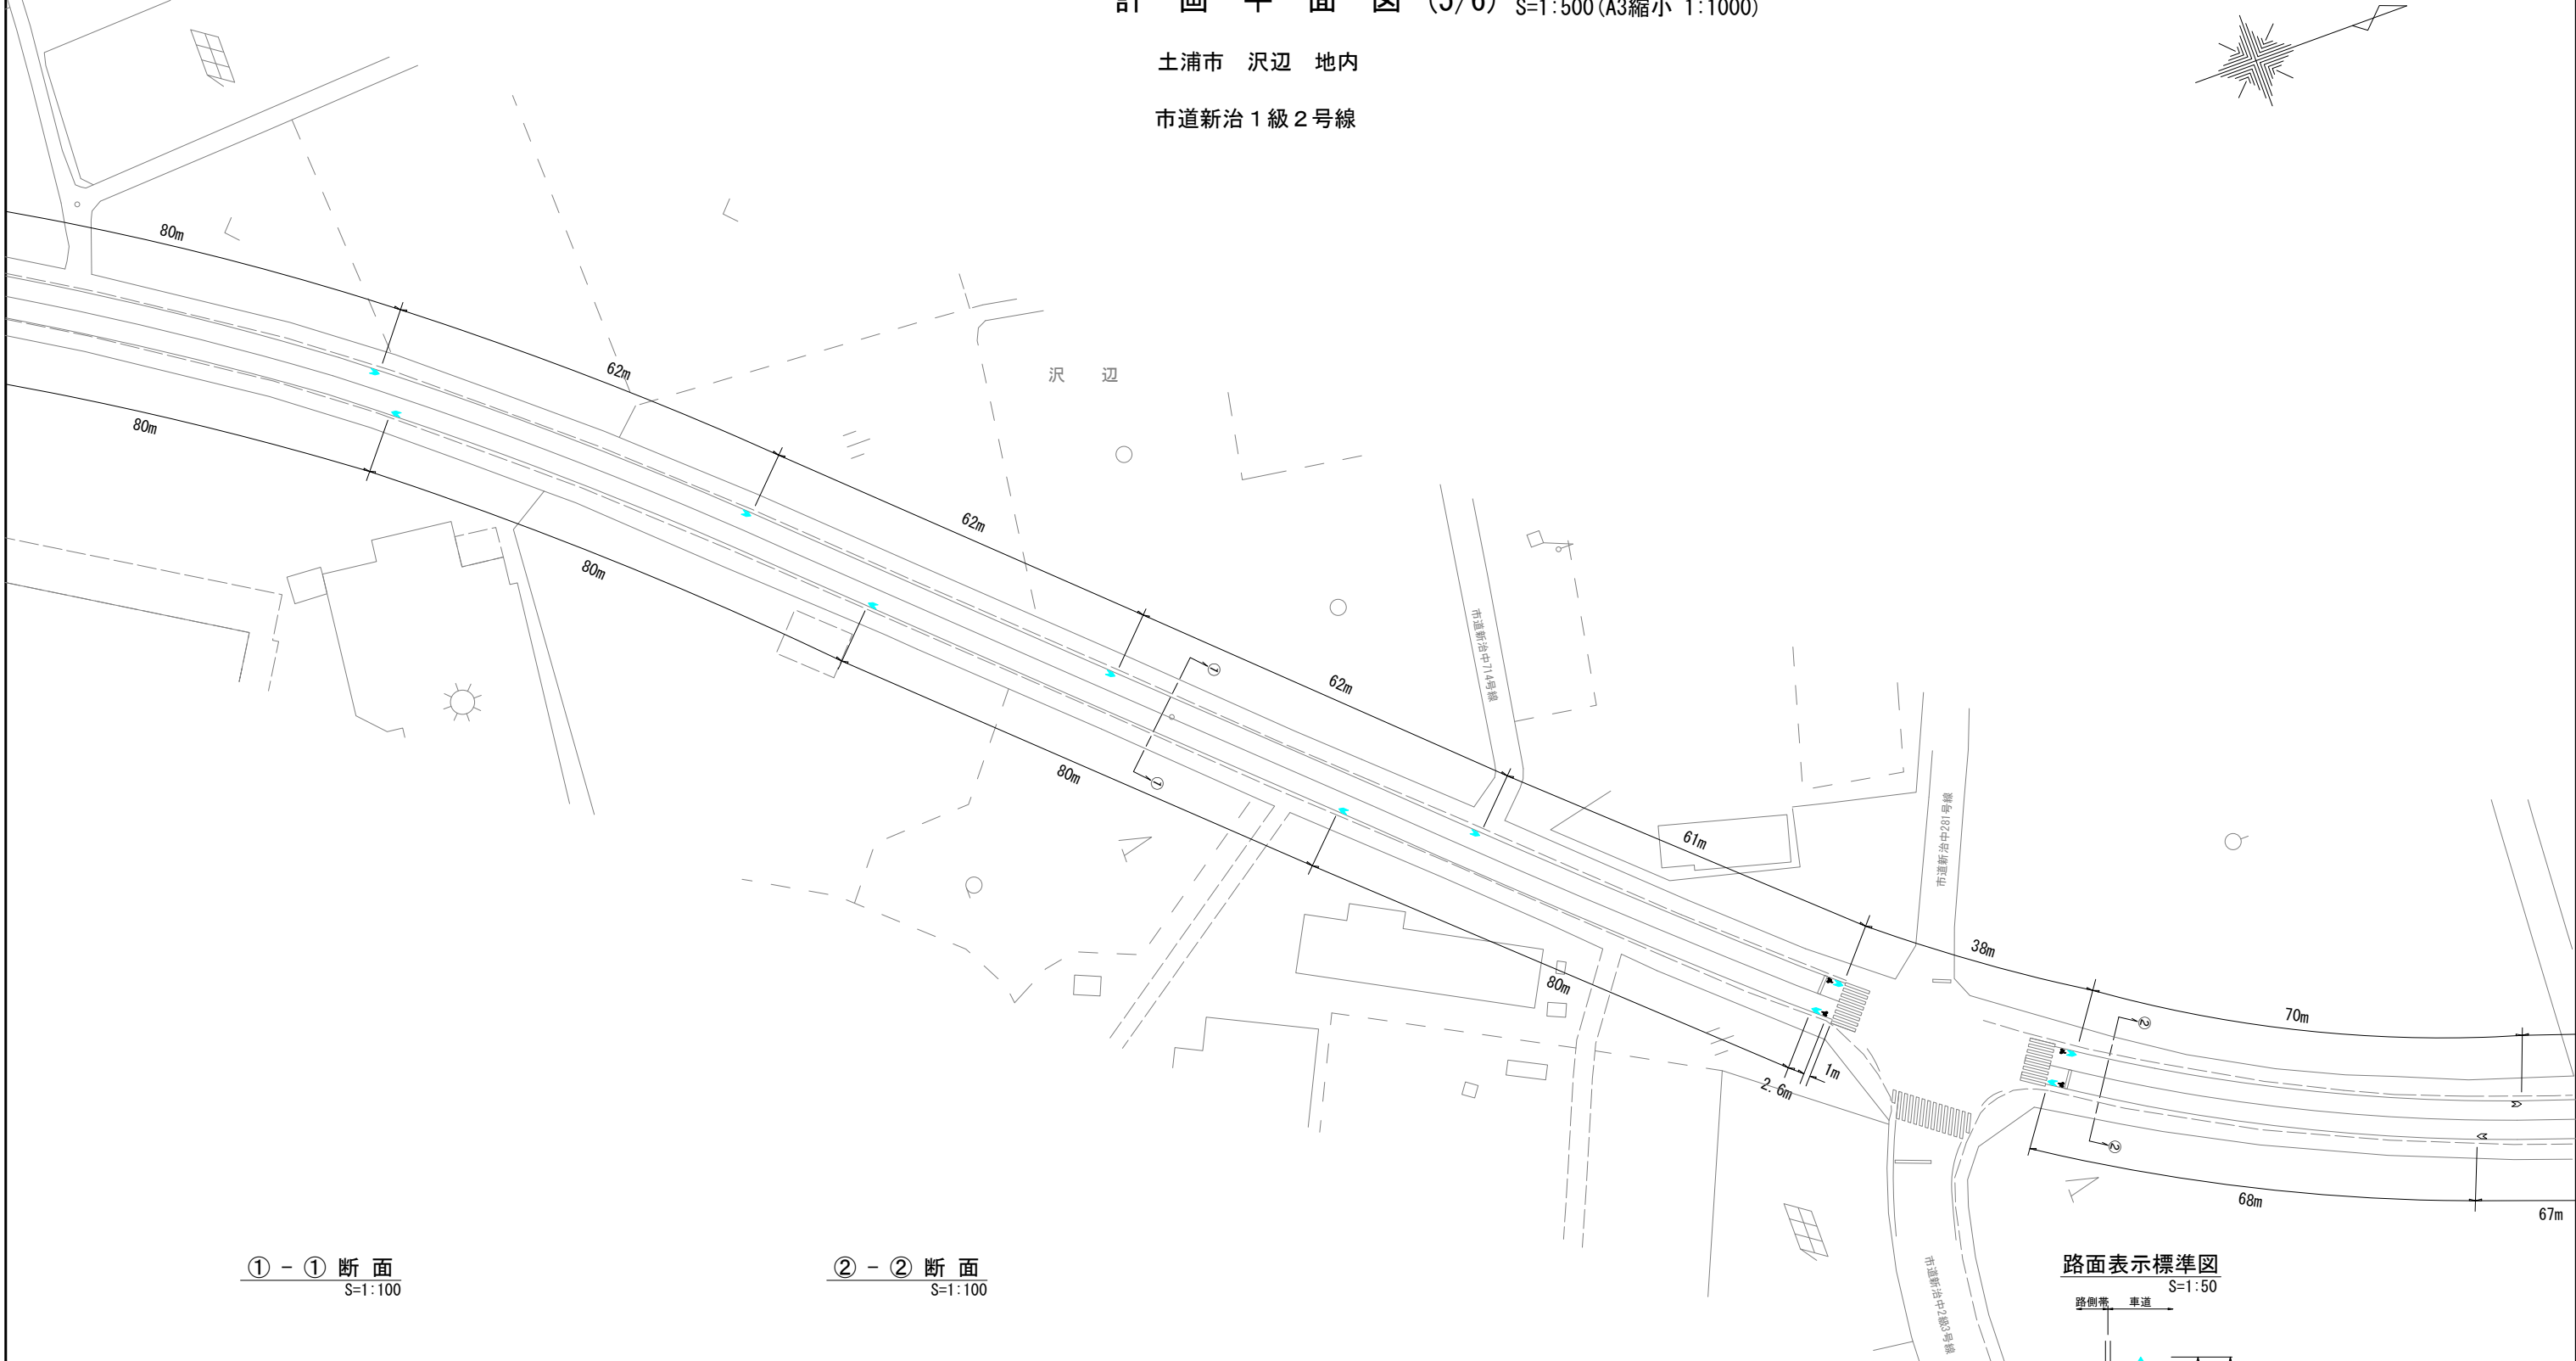 計画平面図 (5/6) S=1:500(A3縮小 1:1000)
土浦市 沢辺 地内
市道新治1級2号線
80m
62m
沢 辺
80m
62m
80m
市道新治中714号線
①
62m
80m
①
61m
市道新治中281号線
38m
80m
70m
②
1m
2.6m
②
68m
67m
① - ① 断 面
S=1:100
② - ② 断 面
S=1:100
路面表示標準図
S=1:50
路側帯 車道
市道新治中2級3号線